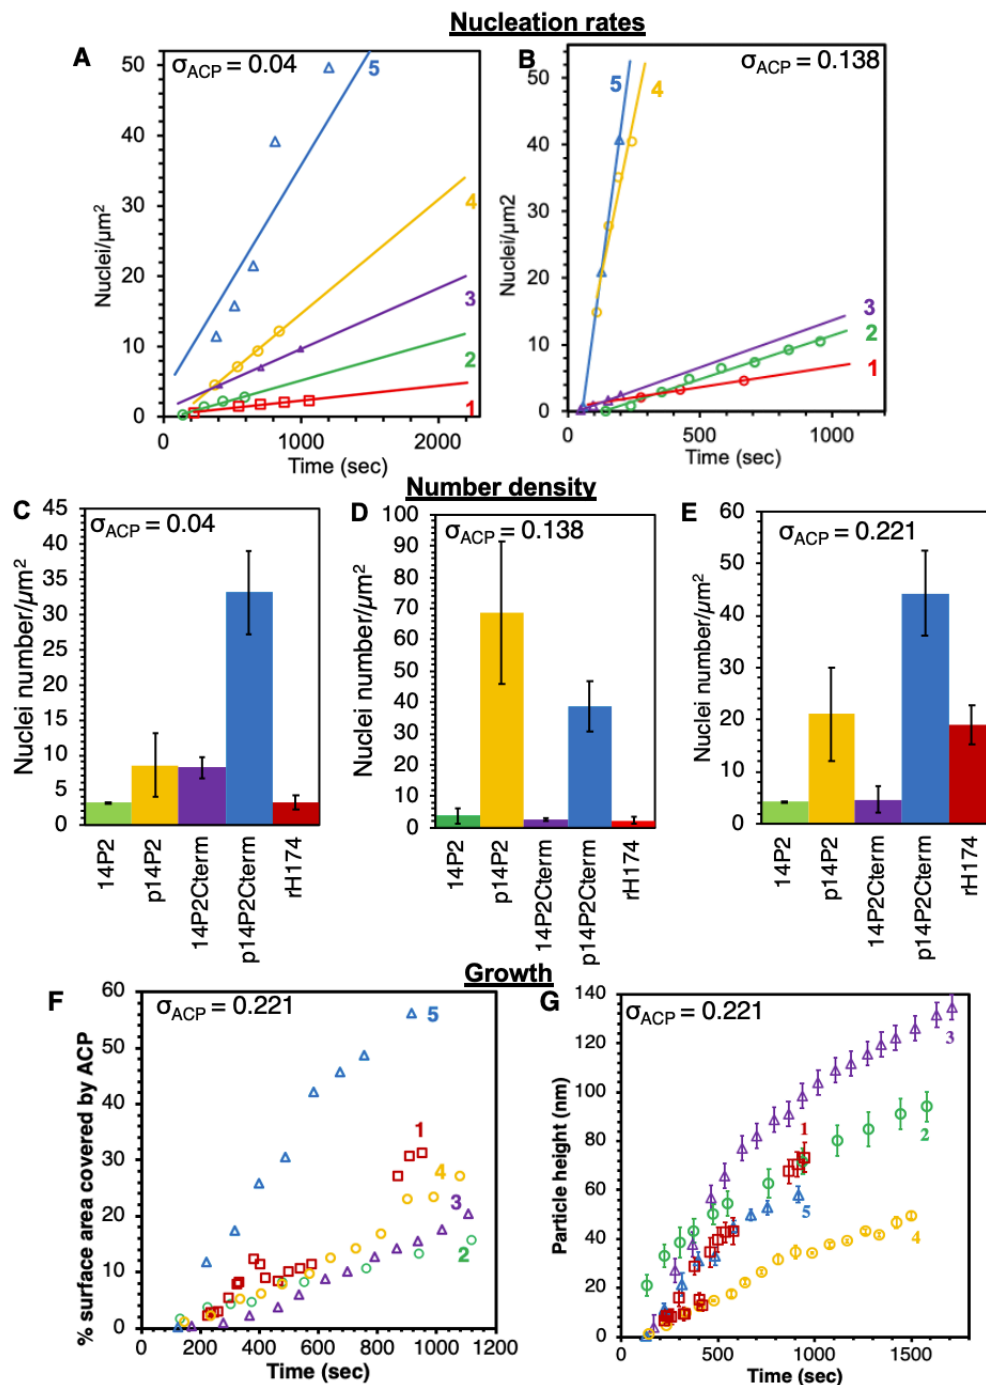 Nucleation rates
A
σACP = 0.04
Nuclei/µm²
50
40
30
20
10
0
0 1000 2000
Time (sec)
5
4
3
2
1
B
σACP = 0.138
Nuclei/µm2
50
40
30
20
10
0
0 500 1000
Time (sec)
5
4
3
2
1
Number density
C
σACP = 0.04
Nuclei number/µm²
45
40
35
30
25
20
15
10
5
0
14P2
p14P2
14P2Cterm
p14P2Cterm
rH174
D
σACP = 0.138
Nuclei number/µm²
100
90
80
70
60
50
40
30
20
10
0
14P2
p14P2
14P2Cterm
p14P2Cterm
rH174
E
σACP = 0.221
Nuclei number/µm²
60
50
40
30
20
10
0
14P2
p14P2
14P2Cterm
p14P2Cterm
rH174
Growth
F
σACP = 0.221
% surface area covered by ACP
60
50
40
30
20
10
0
0 200 400 600 800 1000 1200
Time (sec)
5
1
4
3
2
G
σACP = 0.221
Particle height (nm)
140
120
100
80
60
40
20
0
0 500 1000 1500
Time (sec)
3
1
2
5
4